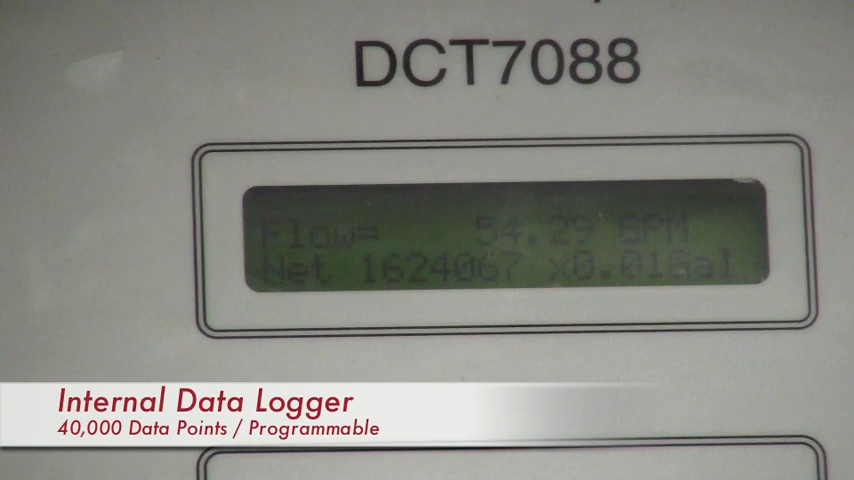 DCT7088
Flow= 54.29 GPM
Net 1624067 x0.01Gal
Internal Data Logger
40,000 Data Points / Programmable